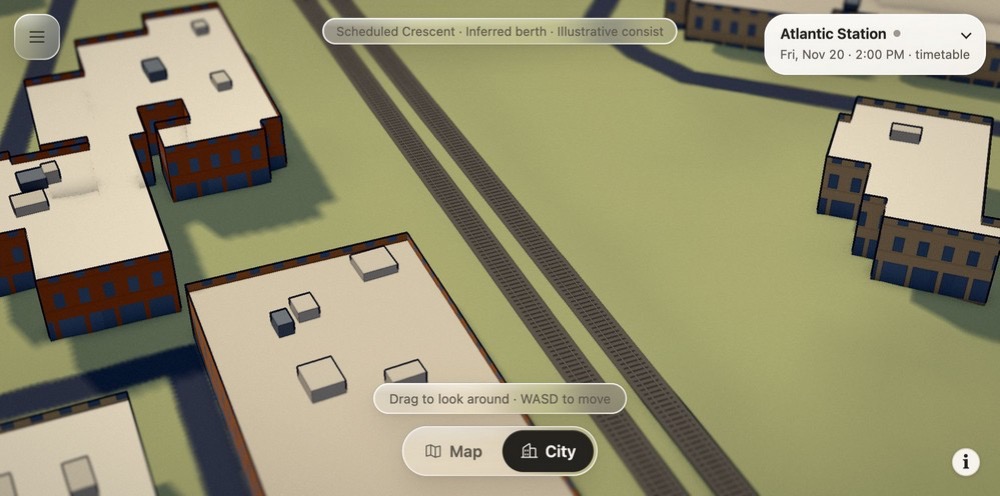 Scheduled Crescent · Inferred berth · Illustrative consist
Atlantic Station
Fri, Nov 20 · 2:00 PM · timetable
Drag to look around · WASD to move
Map
City
i